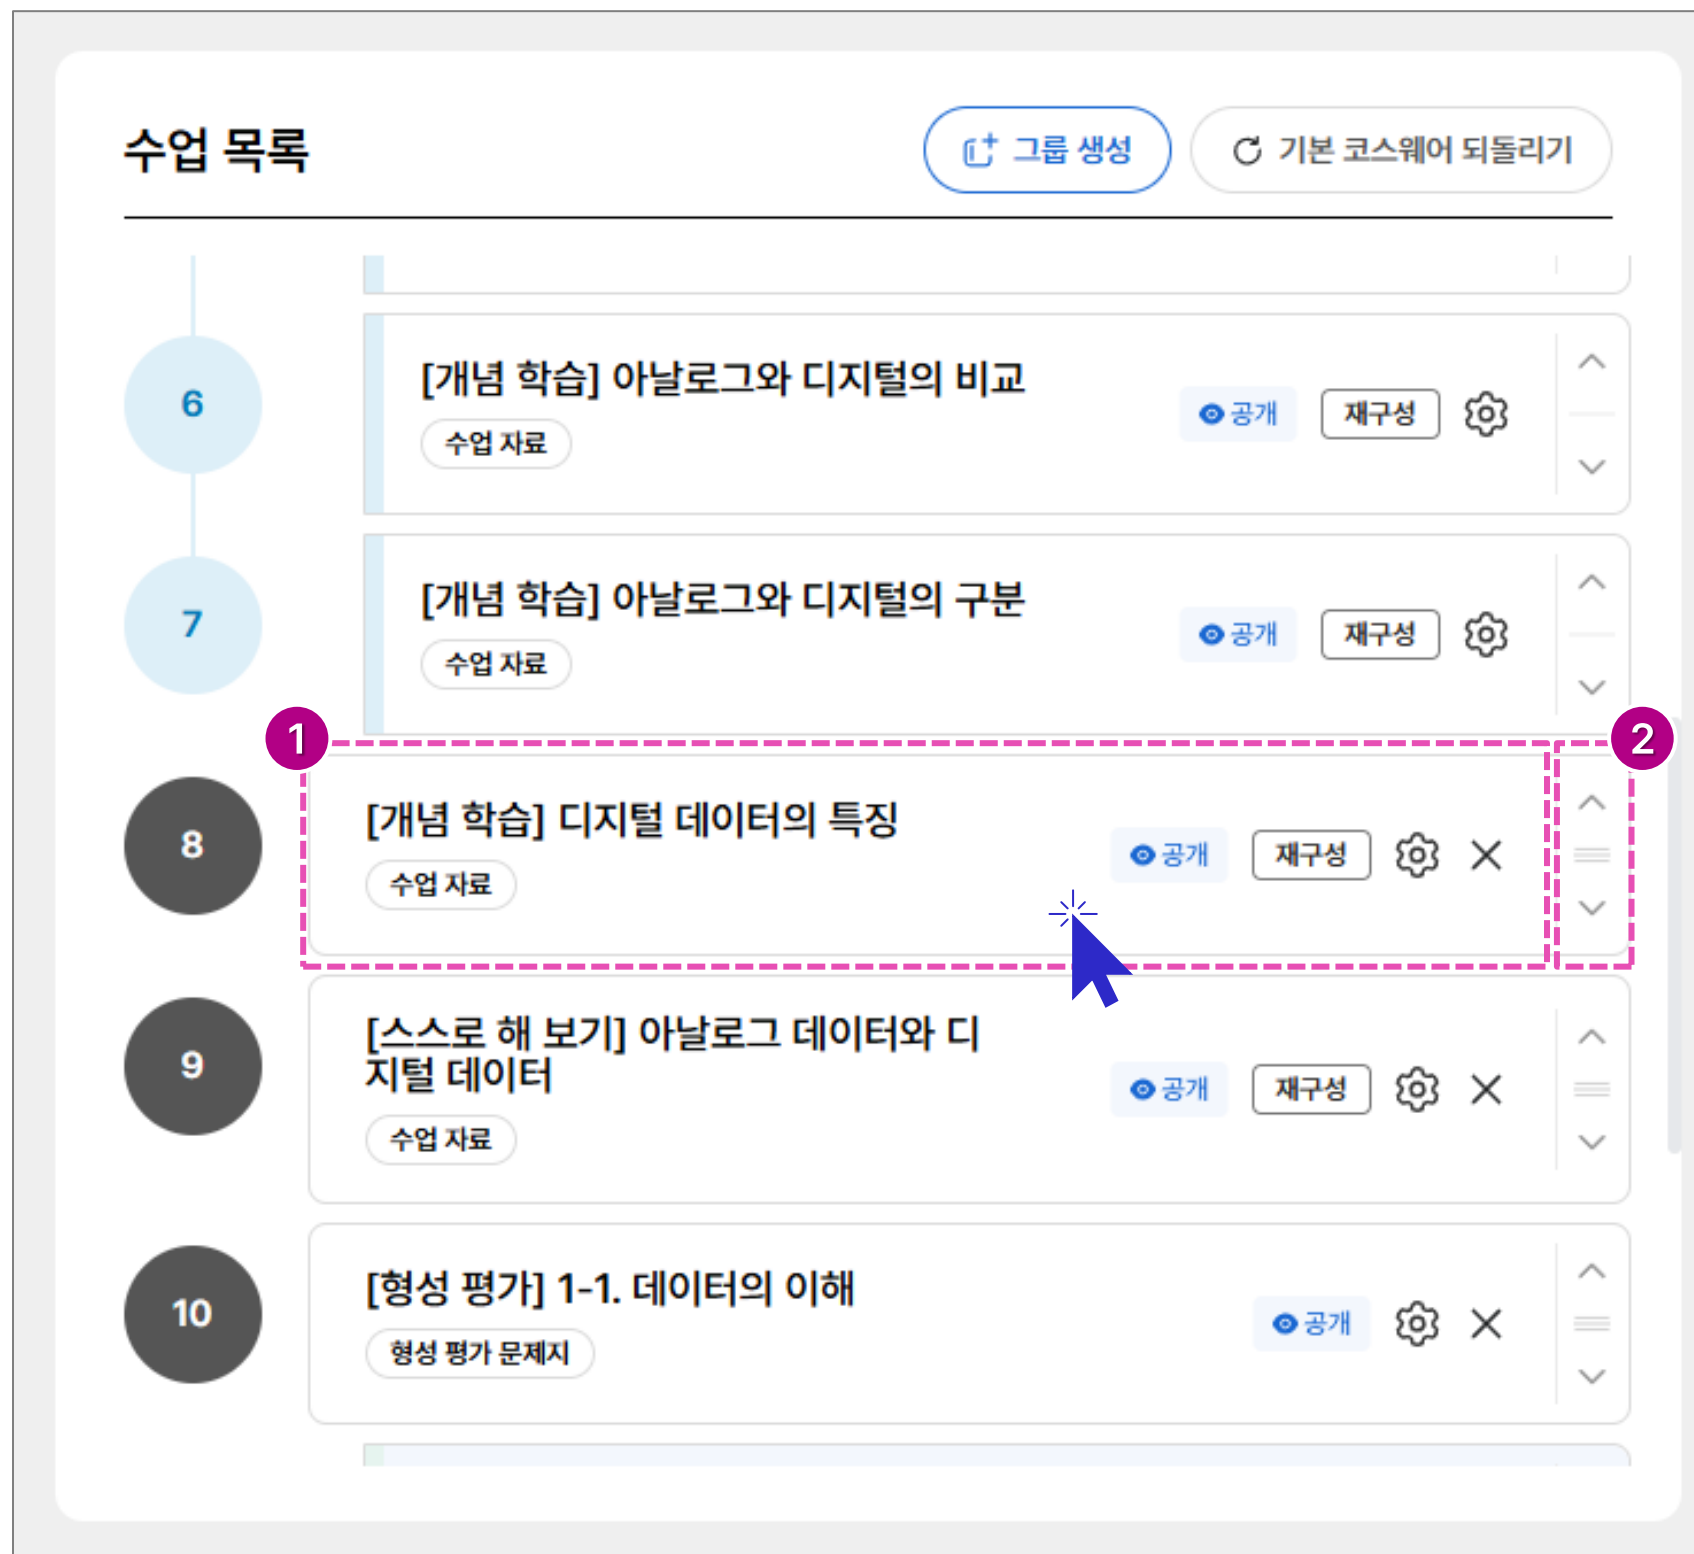 수업 목록
그룹 생성
기본 코스웨어 되돌리기
6
[개념 학습] 아날로그와 디지털의 비교
수업 자료
공개
재구성
7
[개념 학습] 아날로그와 디지털의 구분
수업 자료
공개
재구성
1
2
8
[개념 학습] 디지털 데이터의 특징
수업 자료
공개
재구성
9
[스스로 해 보기] 아날로그 데이터와 디
지털 데이터
수업 자료
공개
재구성
10
[형성 평가] 1-1. 데이터의 이해
형성 평가 문제지
공개